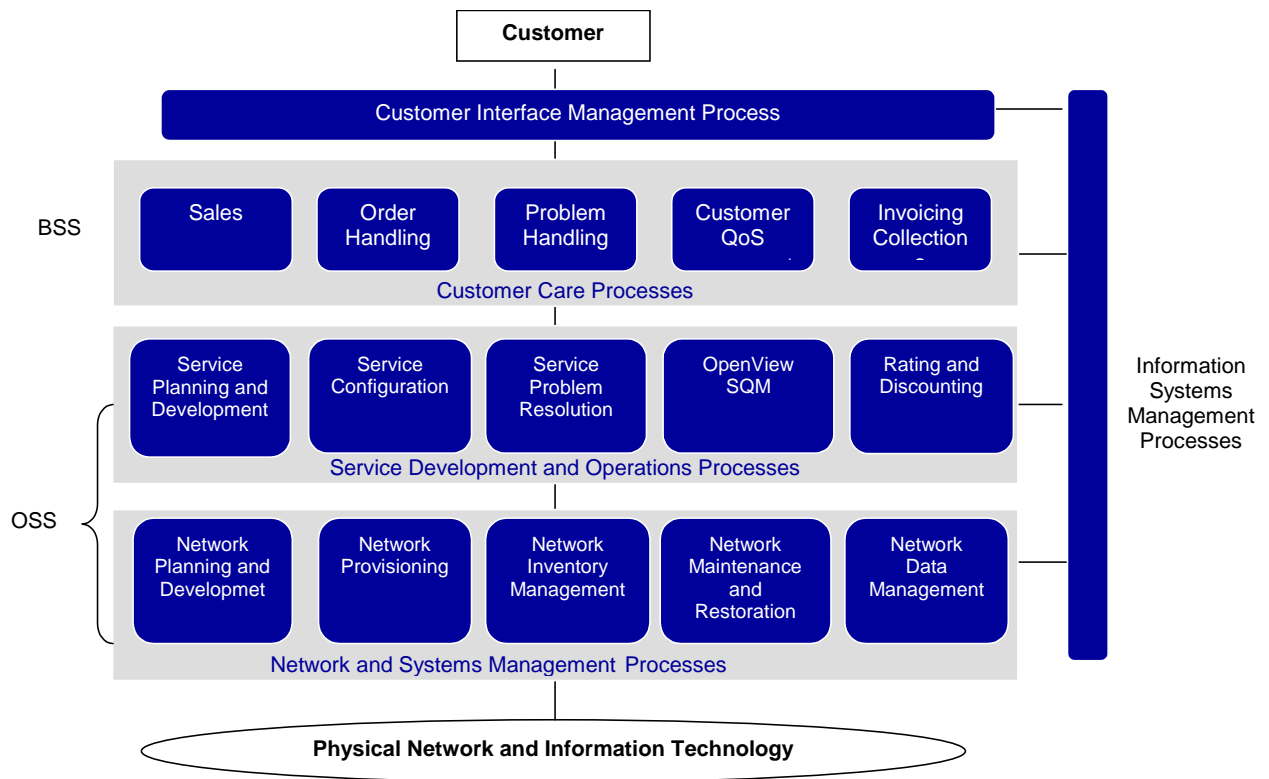 Customer
Customer Interface Management Process
BSS
Sales
Order
Handling
Problem
Handling
Customer
QoS
Invoicing
Collection
Customer Care Processes
Service
Planning and
Development
Service
Configuration
Service
Problem
Resolution
OpenView
SQM
Rating and
Discounting
Service Development and Operations Processes
Information
Systems
Management
Processes
OSS
Network
Planning and
Developmet
Network
Provisioning
Network
Inventory
Management
Network
Maintenance
and
Restoration
Network
Data
Management
Network and Systems Management Processes
Physical Network and Information Technology